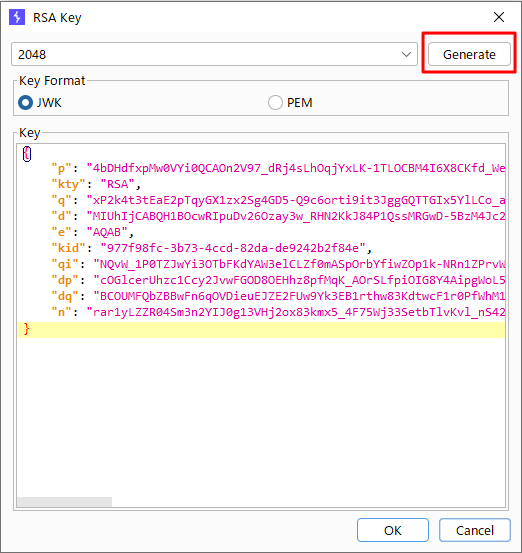 RSA Key
2048
Generate
Key Format
JWK
PEM
Key
{
"p": "4bDHdfxpMw0VYi0QCAOn2V97_dRj4sLhOqjYxLK-1TLOCBM4I6X8CKfd_We
"kty": "RSA",
"q": "xP2k4t3tEaE2pTqyGX1zx2Sg4GD5-Q9c6orti9it3JggGQTTGIx5YlLCo_a
"d": "MIUhIjCABQH1BOcwRIpuDv26Ozay3w_RHN2KkJ84P1QssMRGwD-5BzM4Jc2
"e": "AQAB",
"kid": "977f98fc-3b73-4ccd-82da-de9242b2f84e",
"qi": "NQvW_1P0TZJwYi3OTbFKdYAW3elCLZf0mASpOrbYfiwZOp1k-NRn1ZPrvW
"dp": "cOGlcerUhzc1Ccy2JvwFGOD8OEHhz8pfMqK_AOrSLfpiOIG8Y4AipgWoL5
"dq": "BCOUMFQbZBBwFn6qOVDieuEJZE2FUw9Yk3EB1rthw83KdtwcF1r0PfWhM1
"n": "rar1yLZZR04Sm3n2YIJ0g13VHj2ox83kmx5_4F75Wj33SetbTlvKvl_nS42
}
OK
Cancel